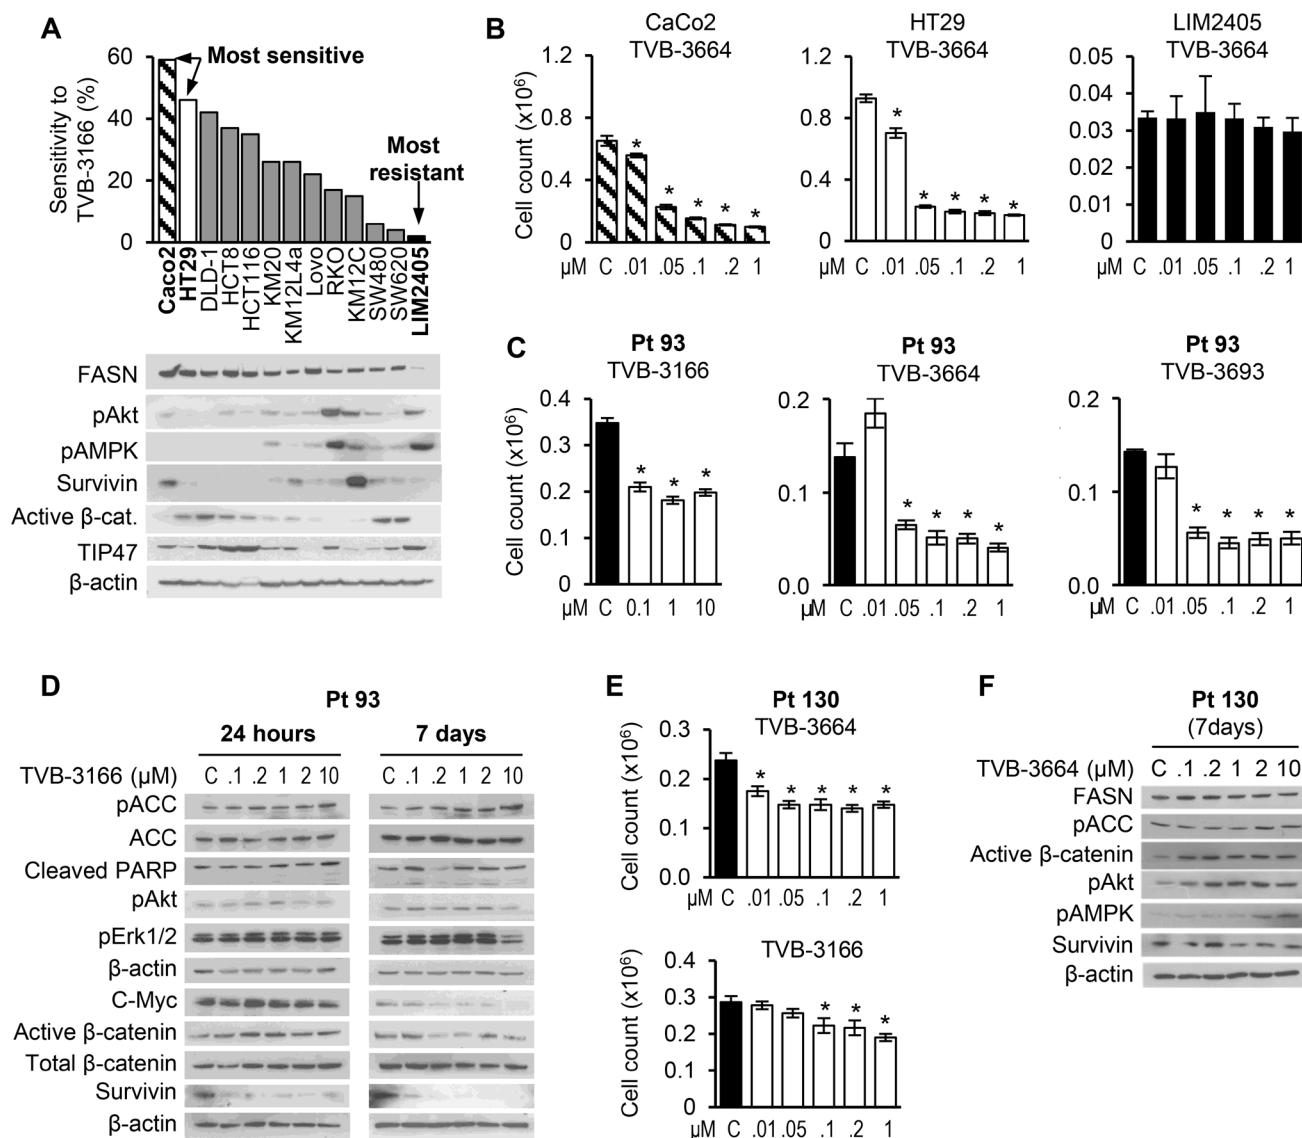 A
Sensitivity to
TVB-3166 (%)
60
40
20
0
Most sensitive
Most
resistant
Caco2
HT29
DLD-1
HCT8
HCT116
KM20
KM12L4a
Lovo
RKO
KM12C
SW480
SW620
LIM2405
FASN
pAkt
pAMPK
Survivin
Active β-cat.
TIP47
β-actin
B
CaCo2
TVB-3664
Cell count (x10⁶)
1.2
0.9
0.6
0.3
0
* * * * *
µM C .01 .05 .1 .2 1
HT29
TVB-3664
1.2
0.9
0.6
0.3
0
* * * * *
µM C .01 .05 .1 .2 1
LIM2405
TVB-3664
0.05
0.04
0.03
0.02
0.01
0
µM C .01 .05 .1 .2 1
C
Pt 93
TVB-3166
Cell count (x10⁶)
0.4
0.3
0.2
0.1
0
* * *
µM C 0.1 1 10
Pt 93
TVB-3664
0.2
0.1
0.0
* * * *
µM C .01 .05 .1 .2 1
Pt 93
TVB-3693
0.2
0.1
0.0
* * * *
µM C .01 .05 .1 .2 1
D
Pt 93
24 hours 7 days
TVB-3166 (µM) C .1 .2 1 2 10 C .1 .2 1 2 10
pACC
ACC
Cleaved PARP
pAkt
pErk1/2
β-actin
C-Myc
Active β-catenin
Total β-catenin
Survivin
β-actin
E
Pt 130
TVB-3664
Cell count (x10⁶)
0.3
0.2
0.1
0.0
* * * * *
µM C .01 .05 .1 .2 1
TVB-3166
Cell count (x10⁶)
0.4
0.3
0.2
0.1
0
* * *
µM C .01 .05 .1 .2 1
F
Pt 130
(7days)
TVB-3664 (µM) C .1 .2 1 2 10
FASN
pACC
Active β-catenin
pAkt
pAMPK
Survivin
β-actin